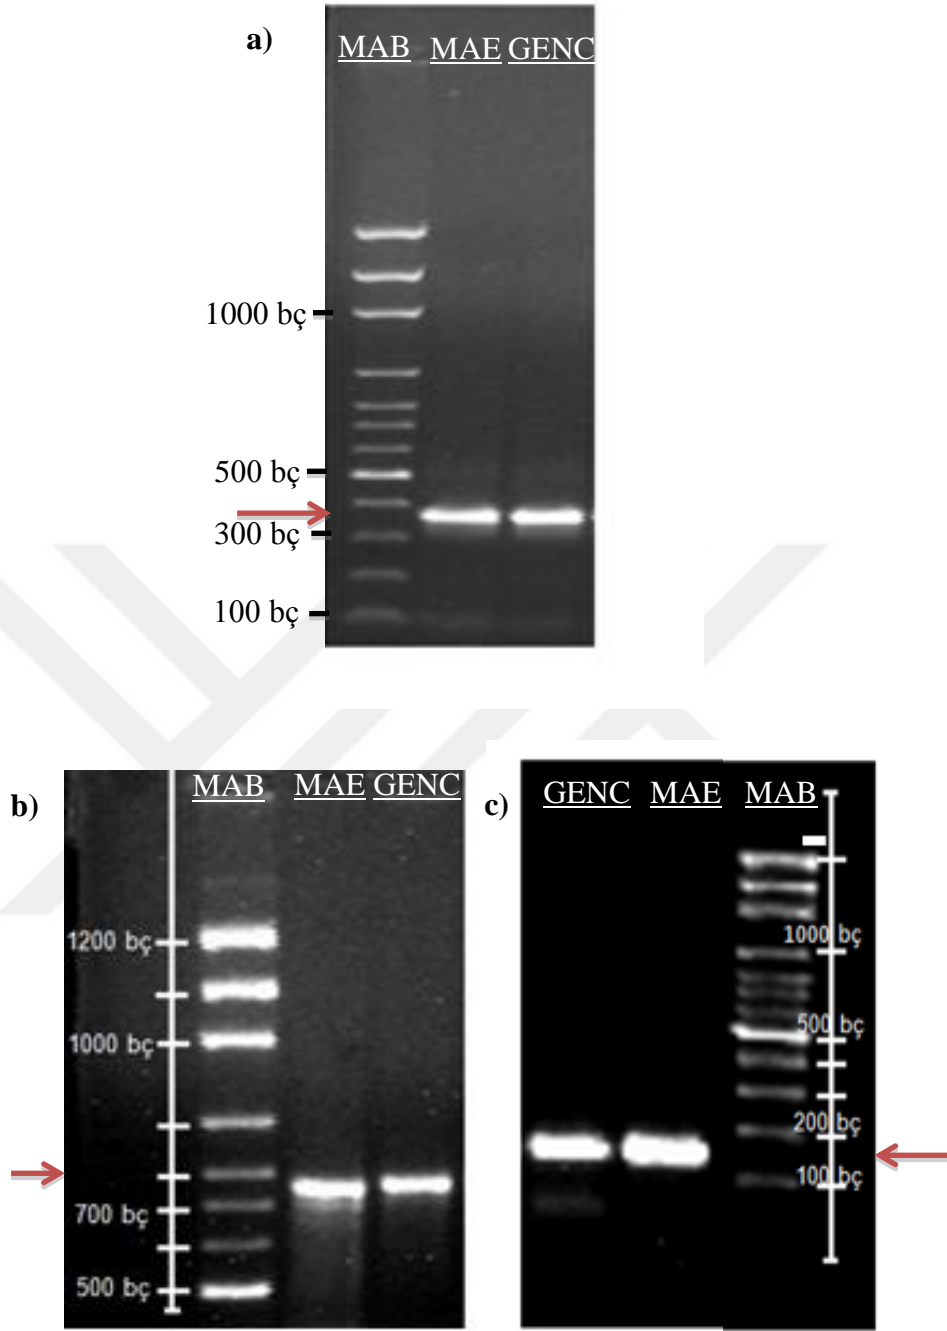 a)
MAB MAE GENC
1000 bç
500 bç
300 bç
100 bç
b)
MAB MAE GENC
1200 bç
1000 bç
700 bç
500 bç
c)
GENC MAE MAB
1000 bç
500 bç
200 bç
100 bç